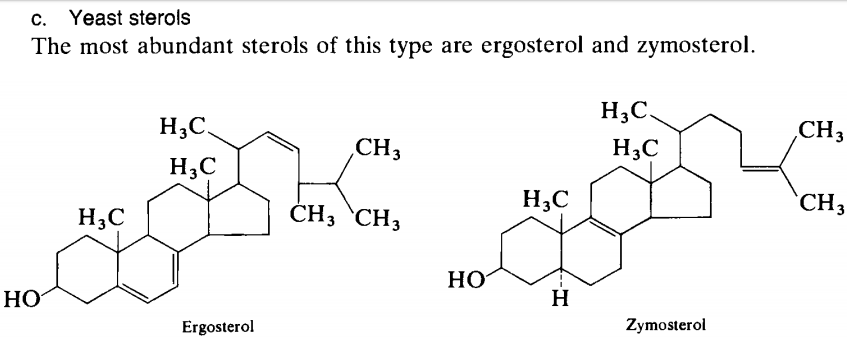 c. Yeast sterols
The most abundant sterols of this type are ergosterol and zymosterol.
H₃C
CH₃
H₃C
H₃C
CH₃ CH₃
HO
Ergosterol
H₃C
CH₃
H₃C
H₃C
CH₃
HO
H
Zymosterol